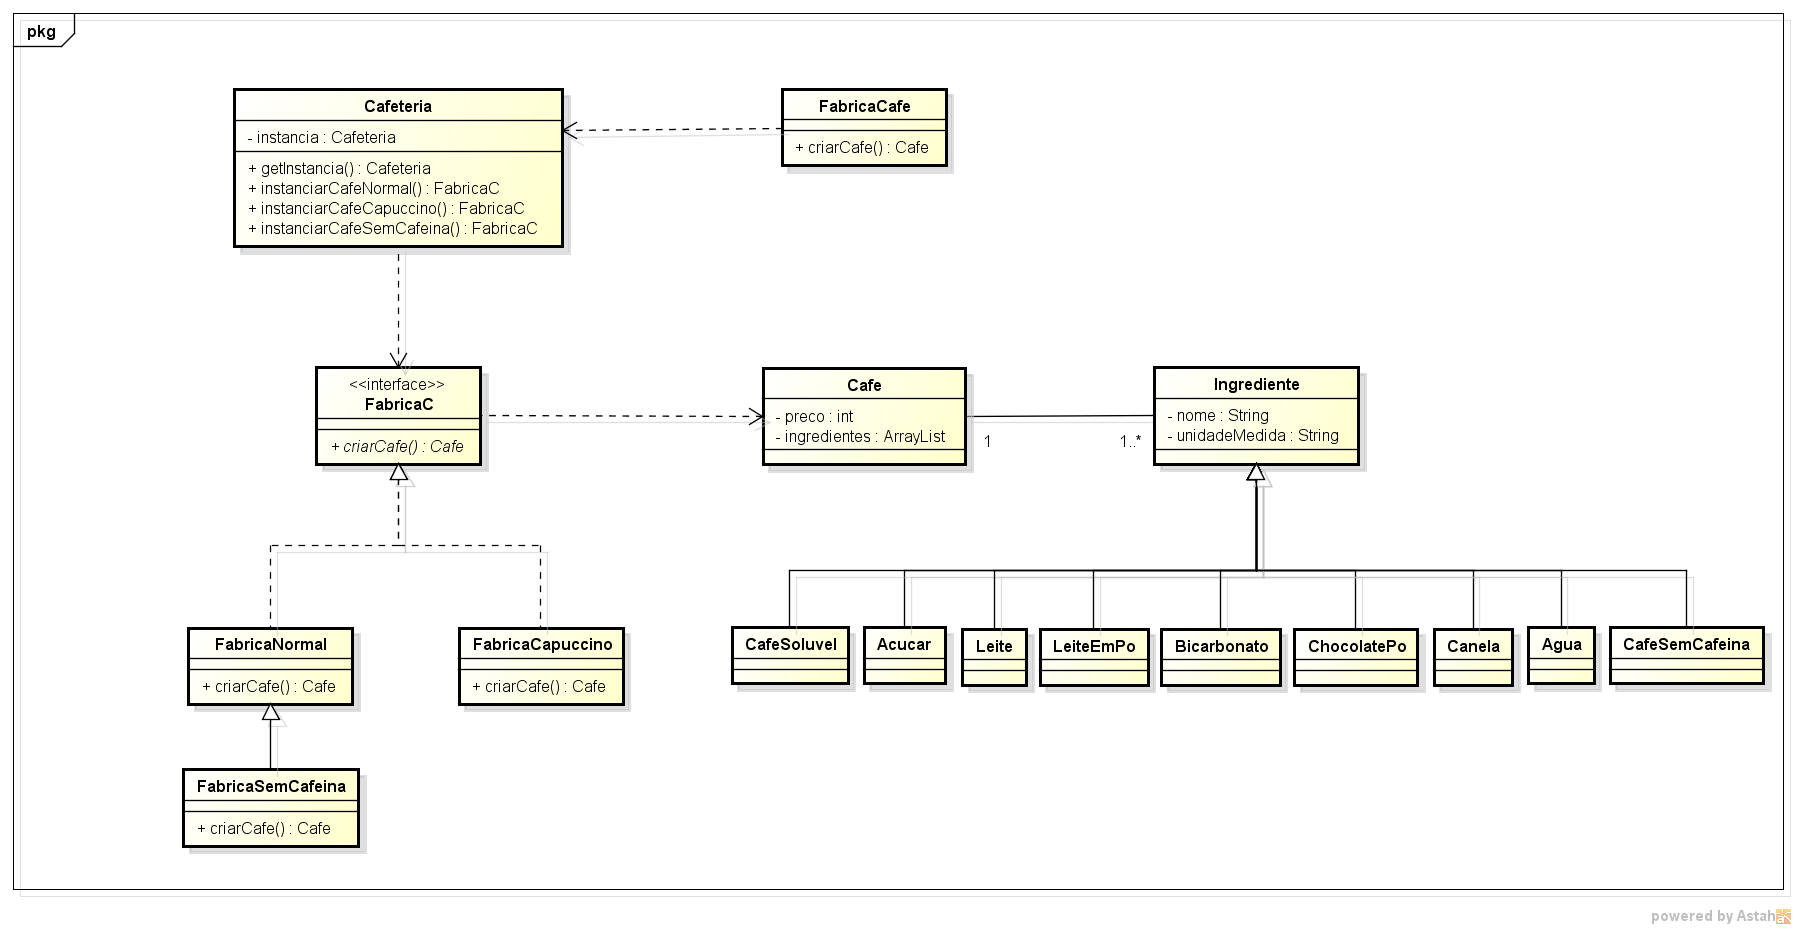 pkg
Cafeteria
- instancia : Cafeteria
+ getInstancia() : Cafeteria
+ instanciarCafeNormal() : FabricaC
+ instanciarCafeCapuccino() : FabricaC
+ instanciarCafeSemCafeina() : FabricaC
FabricaCafe
+ criarCafe() : Cafe
<<interface>>
FabricaC
+ criarCafe() : Cafe
Cafe
- preco : int
- ingredientes : ArrayList
1
1..*
Ingrediente
- nome : String
- unidadeMedida : String
FabricaNormal
+ criarCafe() : Cafe
FabricaCapuccino
+ criarCafe() : Cafe
CafeSoluvel
Acucar
Leite
LeiteEmPo
Bicarbonato
ChocolatePo
Canela
Agua
CafeSemCafeina
FabricaSemCafeina
+ criarCafe() : Cafe
powered by Astah